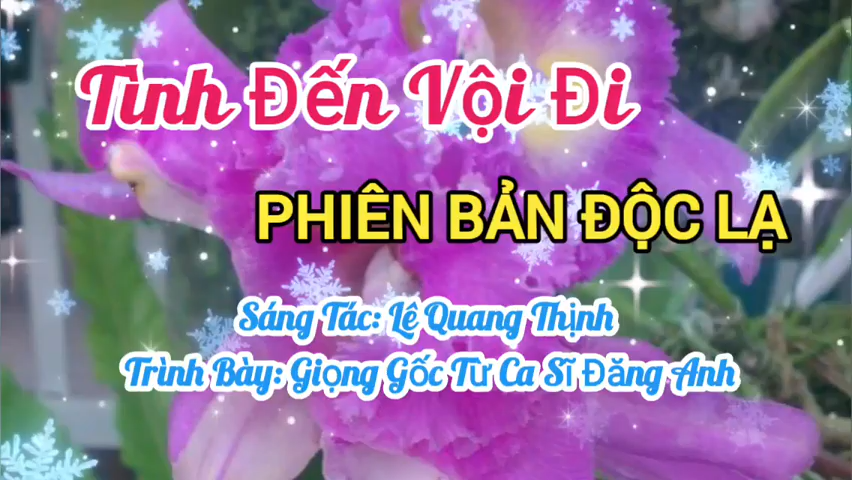 Tình Đến Vội Đi
PHIÊN BẢN ĐỘC LẠ
Sáng Tác: Lê Quang Thịnh
Trình Bày: Giọng Gốc Từ Ca Sĩ Đăng Anh